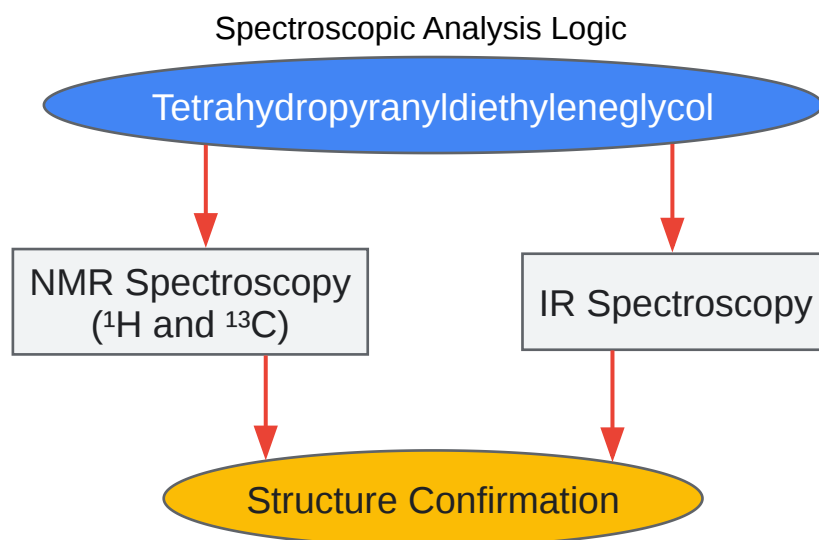 Spectroscopic Analysis Logic
Tetrahydropyranyldiethyleneglycol
NMR Spectroscopy
(¹H and ¹³C)
IR Spectroscopy
Structure Confirmation